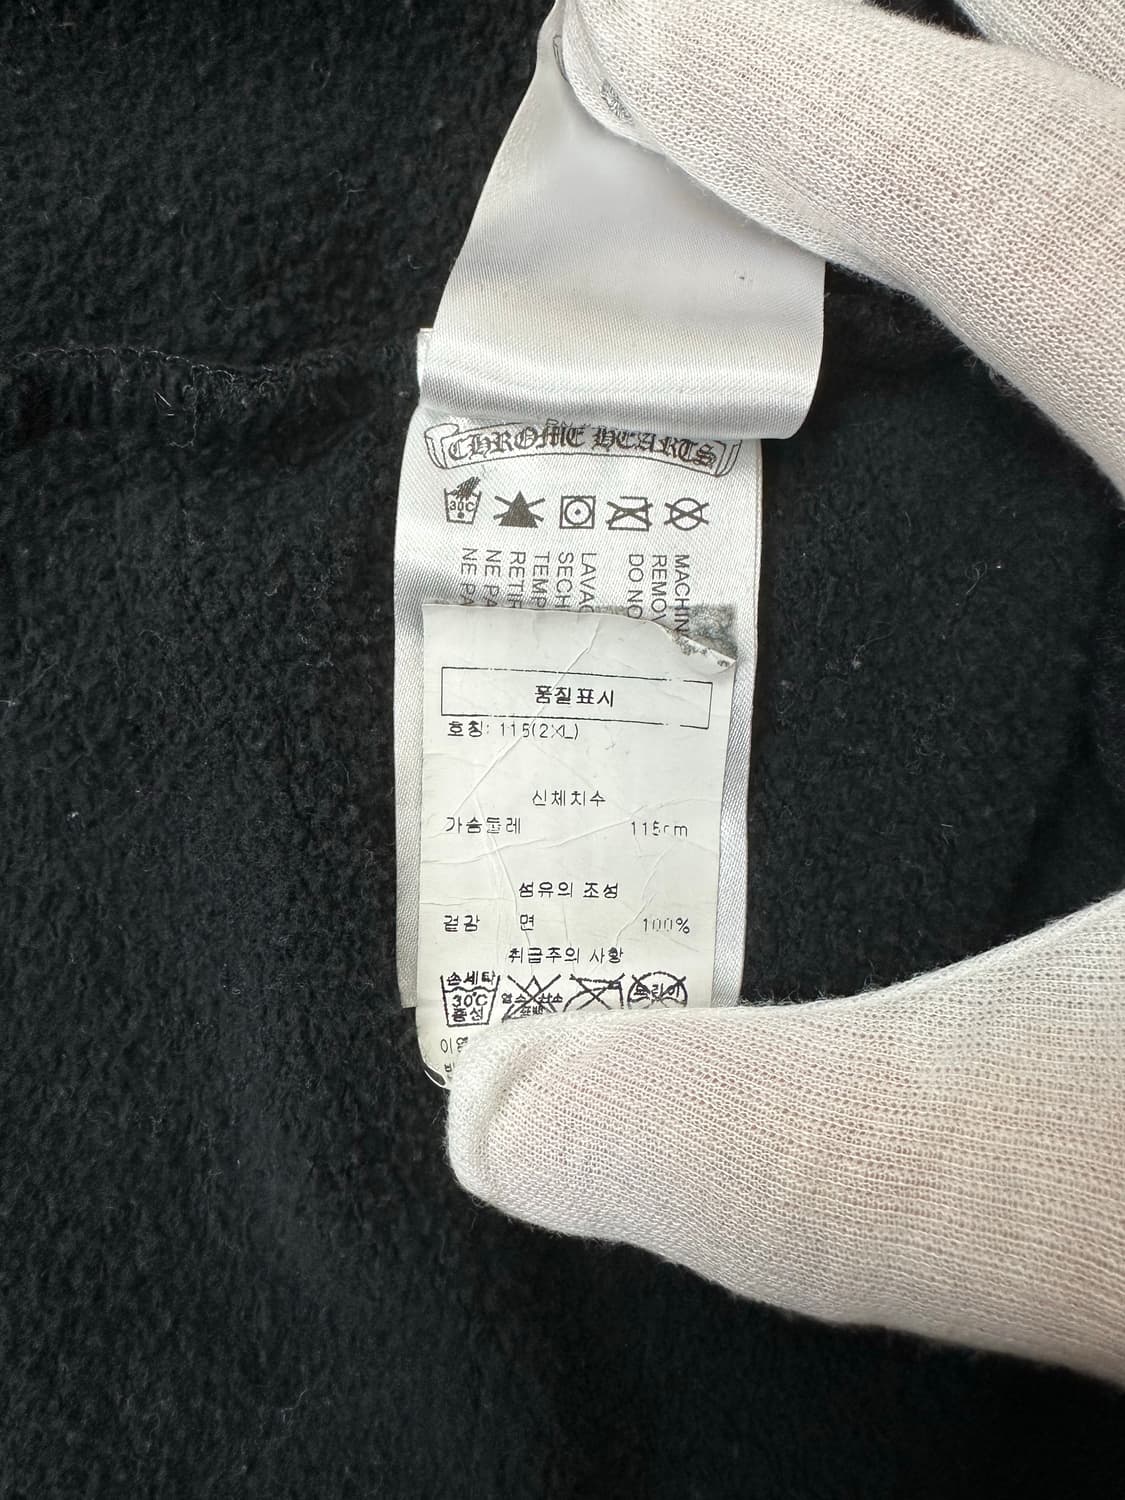 CHROME HEARTS
30C
MACHIN
REMOV
DO NO
LAVAG
SECH
TEMP
RETIR
NE PA
NE PA
품질표시
호칭: 115(2XL)
신체치수
가슴둘레 115cm
섬유의 조성
겉감 면 100%
취급주의 사항
손세탁
30℃
중성